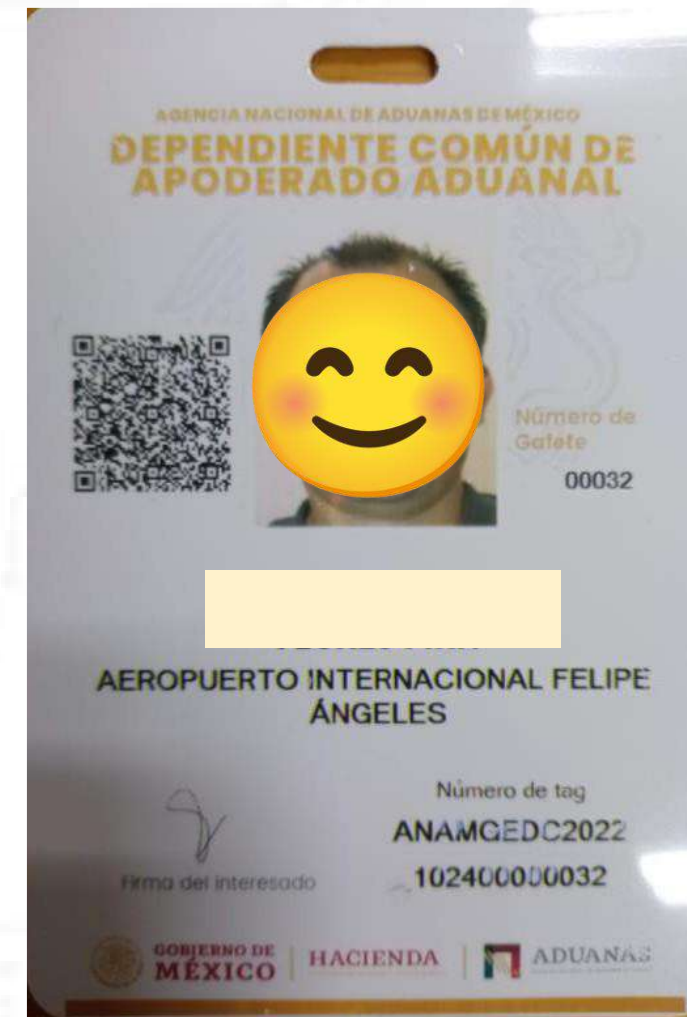 AGENCIA NACIONAL DE ADUANAS DE MÉXICO
DEPENDIENTE COMÚN DE
APODERADO ADUANAL
Número de
Gafete
00032
AEROPUERTO INTERNACIONAL FELIPE
ÁNGELES
Número de tag
ANAMGEDC2022
102400000032
Firma del interesado
GOBIERNO DE
MÉXICO
HACIENDA
ADUANAS